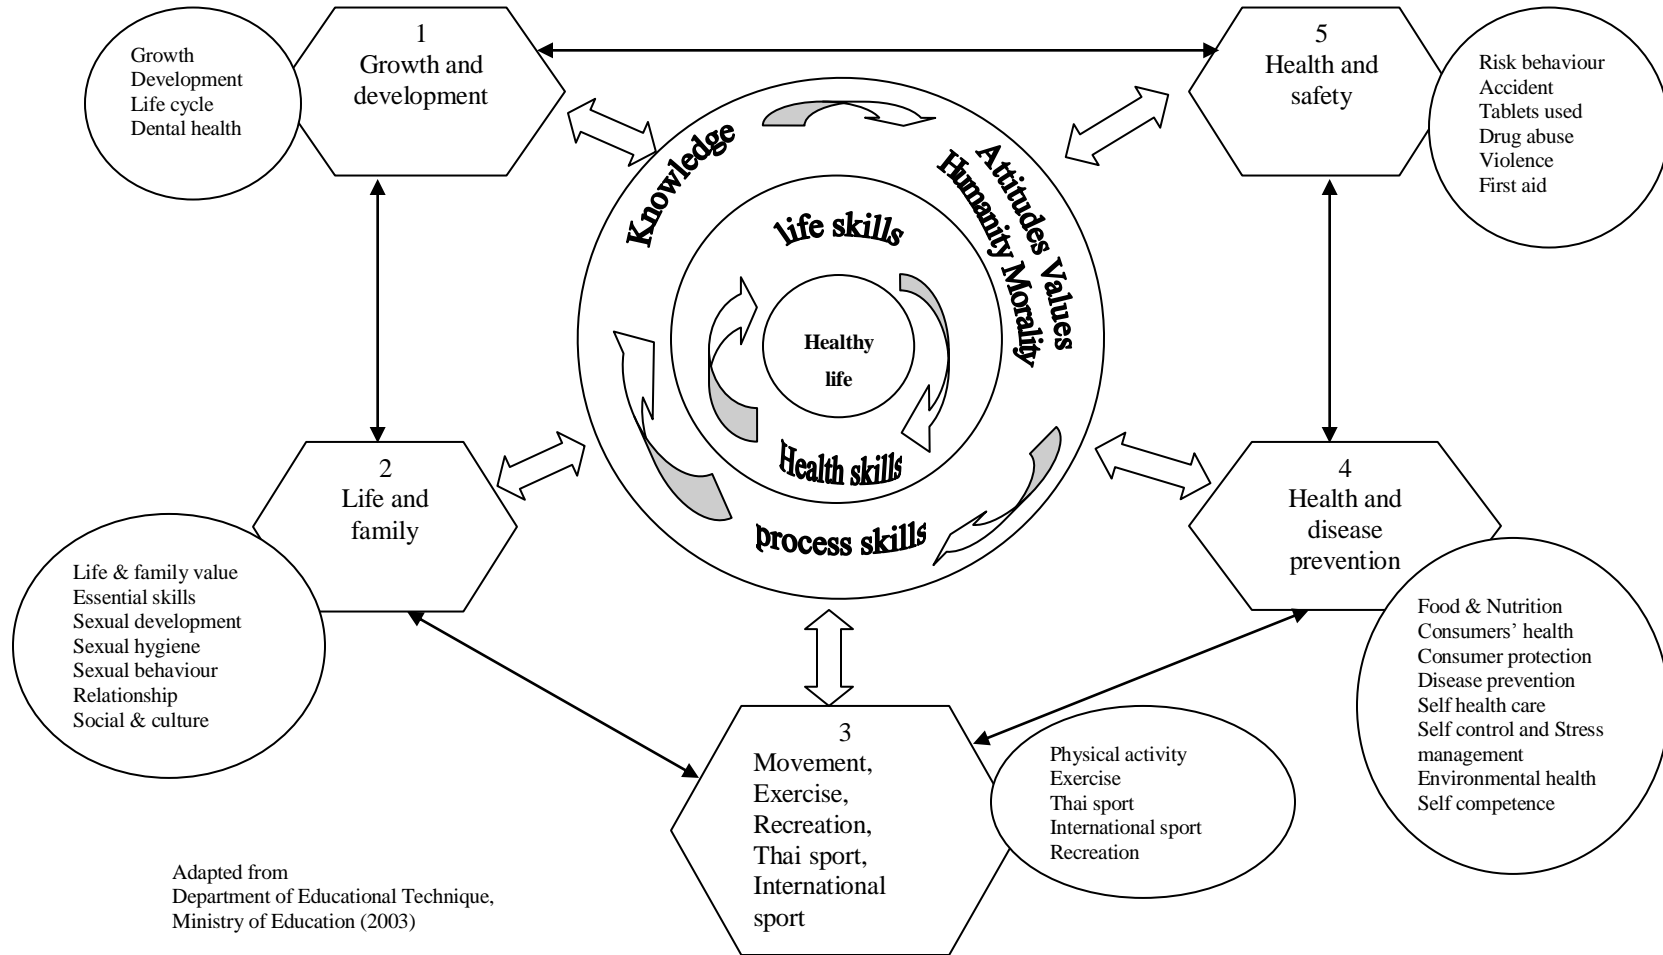 1
Growth and
development
Growth
Development
Life cycle
Dental health
5
Health and
safety
Risk behaviour
Accident
Tablets used
Drug abuse
Violence
First aid
Knowledge
Attitudes Values
Humanity Morality
life skills
Healthy
life
Health skills
process skills
2
Life and
family
Life & family value
Essential skills
Sexual development
Sexual hygiene
Sexual behaviour
Relationship
Social & culture
4
Health and
disease
prevention
Food & Nutrition
Consumers’ health
Consumer protection
Disease prevention
Self health care
Self control and Stress
management
Environmental health
Self competence
3
Movement,
Exercise,
Recreation,
Thai sport,
International
sport
Physical activity
Exercise
Thai sport
International sport
Recreation
Adapted from
Department of Educational Technique,
Ministry of Education (2003)